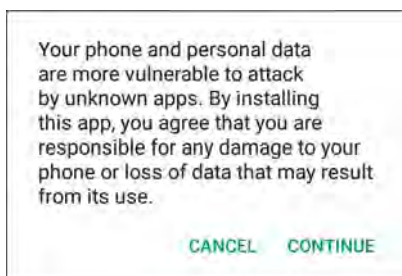 Your phone and personal data
are more vulnerable to attack
by unknown apps. By installing
this app, you agree that you are
responsible for any damage to your
phone or loss of data that may result
from its use.
CANCEL CONTINUE